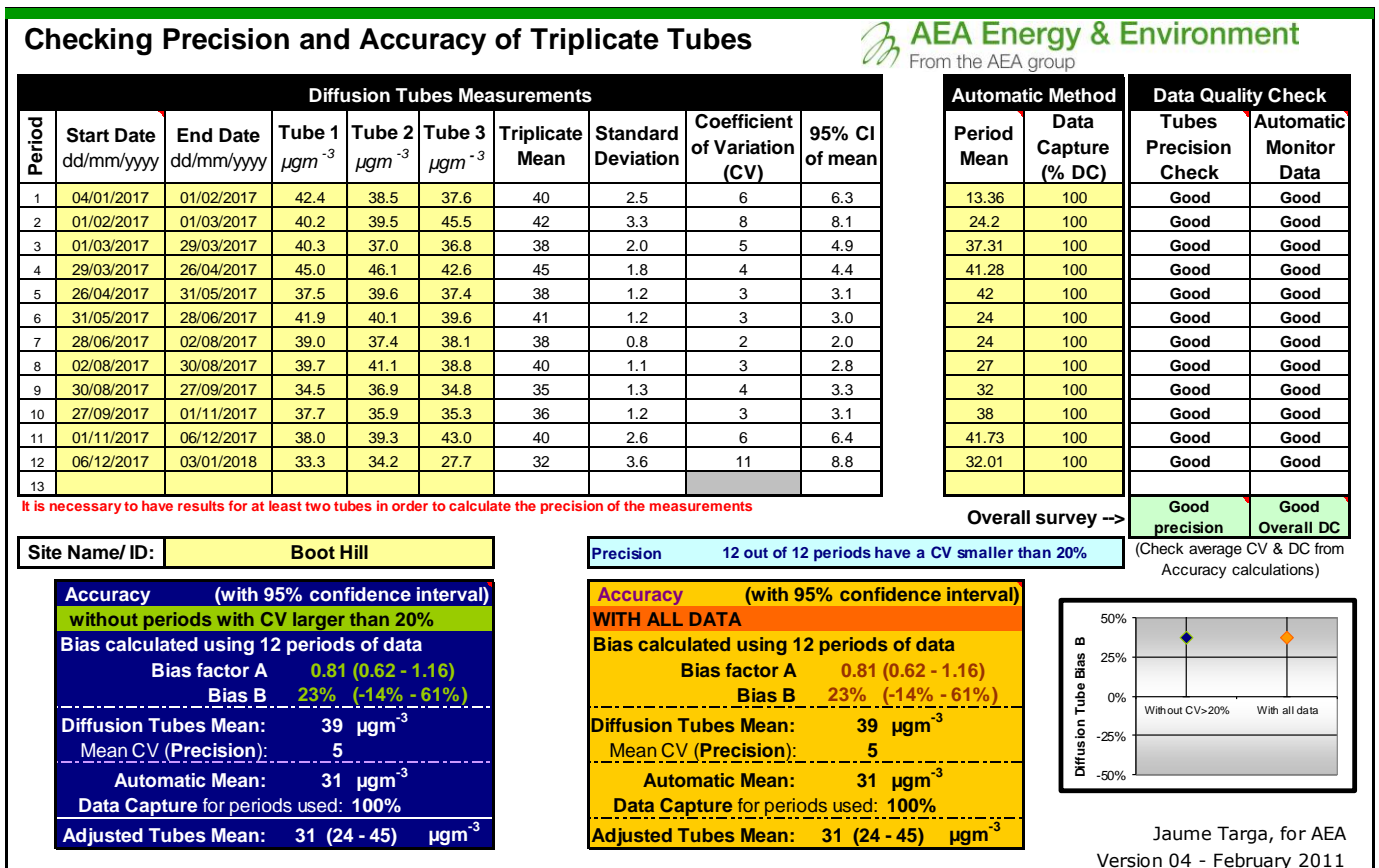 Checking Precision and Accuracy of Triplicate Tubes
AEA Energy & Environment
From the AEA group
Diffusion Tubes Measurements
Automatic Method
Data Quality Check
Period
Start Date dd/mm/yyyy
End Date dd/mm/yyyy
Tube 1 µgm -3
Tube 2 µgm -3
Tube 3 µgm -3
Triplicate Mean
Standard Deviation
Coefficient of Variation (CV)
95% CI of mean
Period Mean
Data Capture (% DC)
Tubes Precision Check
Automatic Monitor Data
1 04/01/2017 01/02/2017 42.4 38.5 37.6 40 2.5 6 6.3 13.36 100 Good Good
2 01/02/2017 01/03/2017 40.2 39.5 45.5 42 3.3 8 8.1 24.2 100 Good Good
3 01/03/2017 29/03/2017 40.3 37.0 36.8 38 2.0 5 4.9 37.31 100 Good Good
4 29/03/2017 26/04/2017 45.0 46.1 42.6 45 1.8 4 4.4 41.28 100 Good Good
5 26/04/2017 31/05/2017 37.5 39.6 37.4 38 1.2 3 3.1 42 100 Good Good
6 31/05/2017 28/06/2017 41.9 40.1 39.6 41 1.2 3 3.0 24 100 Good Good
7 28/06/2017 02/08/2017 39.0 37.4 38.1 38 0.8 2 2.0 24 100 Good Good
8 02/08/2017 30/08/2017 39.7 41.1 38.8 40 1.1 3 2.8 27 100 Good Good
9 30/08/2017 27/09/2017 34.5 36.9 34.8 35 1.3 4 3.3 32 100 Good Good
10 27/09/2017 01/11/2017 37.7 35.9 35.3 36 1.2 3 3.1 38 100 Good Good
11 01/11/2017 06/12/2017 38.0 39.3 43.0 40 2.6 6 6.4 41.73 100 Good Good
12 06/12/2017 03/01/2018 33.3 34.2 27.7 32 3.6 11 8.8 32.01 100 Good Good
13
It is necessary to have results for at least two tubes in order to calculate the precision of the measurements
Overall survey -->
Good precision
Good Overall DC
Site Name/ ID: Boot Hill
Precision 12 out of 12 periods have a CV smaller than 20%
(Check average CV & DC from
Accuracy calculations)
Accuracy (with 95% confidence interval)
without periods with CV larger than 20%
Bias calculated using 12 periods of data
Bias factor A 0.81 (0.62 - 1.16)
Bias B 23% (-14% - 61%)
Diffusion Tubes Mean: 39 µgm-3
Mean CV (Precision): 5
Automatic Mean: 31 µgm-3
Data Capture for periods used: 100%
Adjusted Tubes Mean: 31 (24 - 45) µgm-3
Accuracy (with 95% confidence interval)
WITH ALL DATA
Bias calculated using 12 periods of data
Bias factor A 0.81 (0.62 - 1.16)
Bias B 23% (-14% - 61%)
Diffusion Tubes Mean: 39 µgm-3
Mean CV (Precision): 5
Automatic Mean: 31 µgm-3
Data Capture for periods used: 100%
Adjusted Tubes Mean: 31 (24 - 45) µgm-3
Diffusion Tube Bias B
50%
25%
0%
-25%
-50%
Without CV>20%
With all data
Jaume Targa, for AEA
Version 04 - February 2011